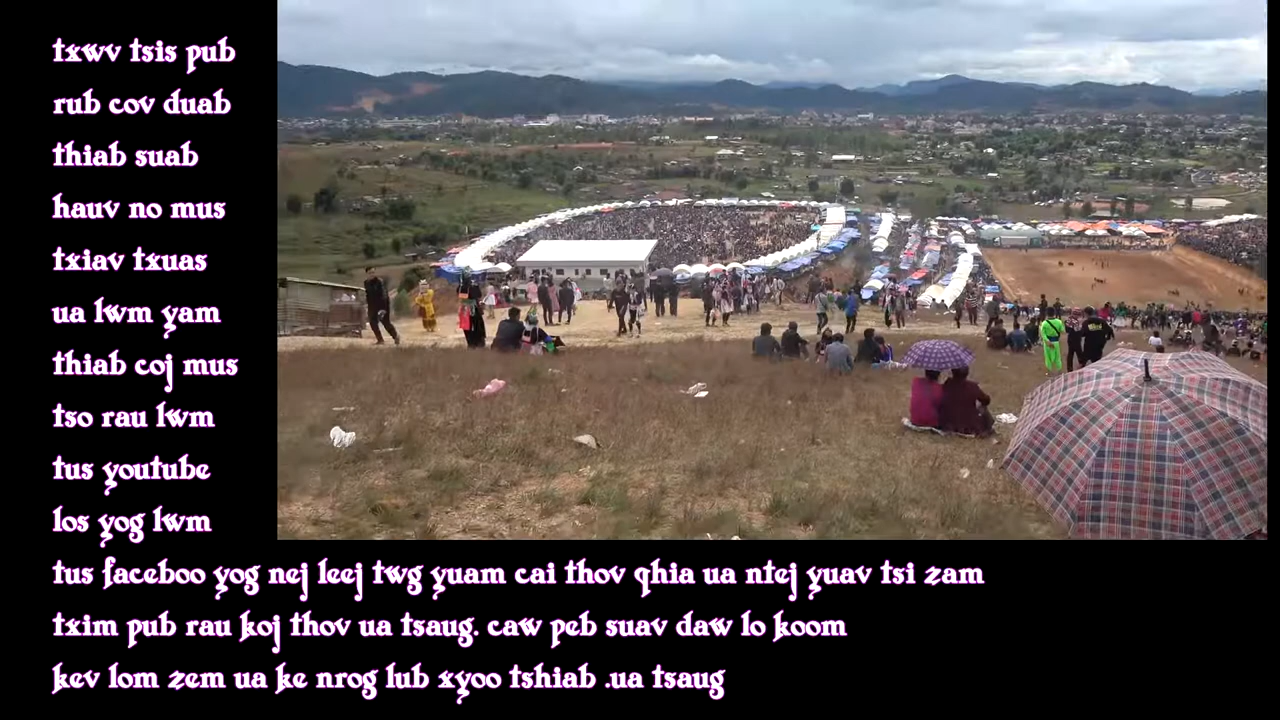 txwv tsis pub
rub cov duab
thiab suab
hauv no mus
txiav txuas
ua lwm yam
thiab coj mus
tso rau lwm
tus youtube
los yog lwm
tus faceboo yog nej leej twg yuam cai thov qhia ua ntej yuav tsi zam
txim pub rau koj thov ua tsaug. caw peb suav daw lo koom
kev lom zem ua ke nrog lub xyoo tshiab .ua tsaug